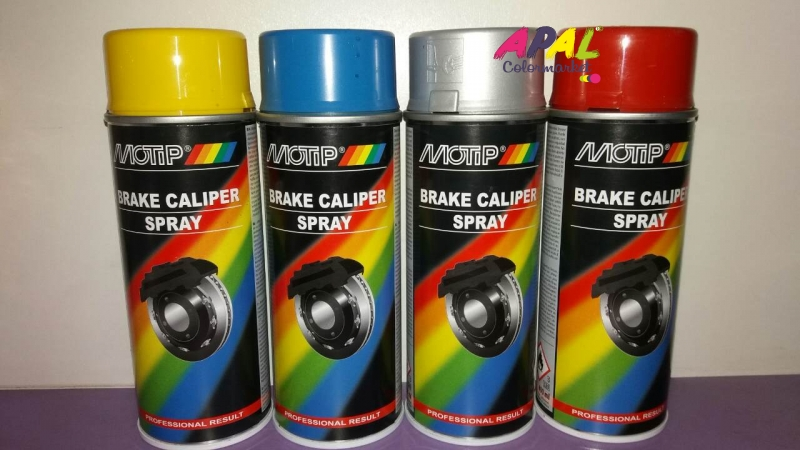 APAL®
Colormarket
MOTIP®
BRAKE CALIPER
SPRAY
PROFESSIONAL RESULT
MOTIP®
BRAKE CALIPER
SPRAY
PROFESSIONAL RESULT
MOTIP®
BRAKE CALIPER
SPRAY
PROFESSIONAL RESULT
MOTIP®
BRAKE CALIPER
SPRAY
PROFESSIONAL RESULT